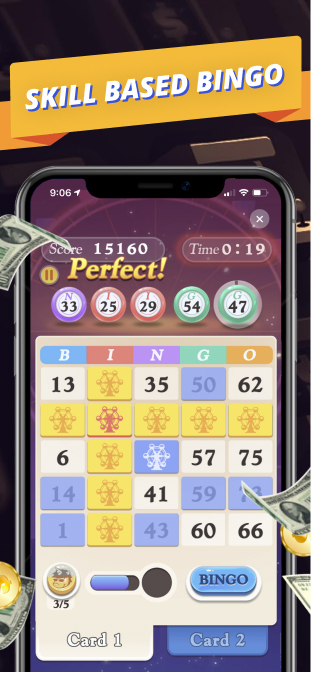 SKILL BASED BINGO
9:06
Score 15160
Time 0:19
Perfect!
N I I G G
33 25 29 54 47
B I N G O
13 35 50 62
6 57 75
14 41 59 73
1 43 60 66
BINGO
3/5
Card 1 Card 2